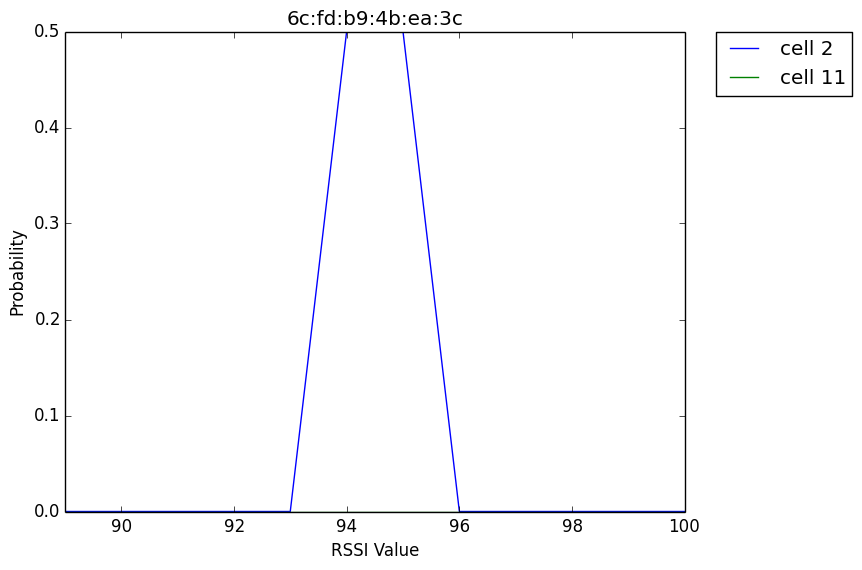 6c:fd:b9:4b:ea:3c
cell 2
cell 11
0.5
0.4
0.3
0.2
0.1
0.0
Probability
90 92 94 96 98 100
RSSI Value